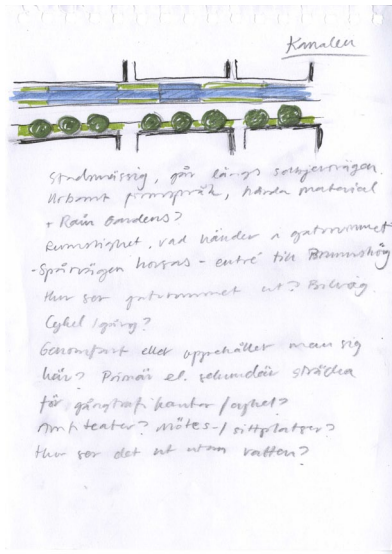 Kanalen
Stadsmässig, går längs solbjersvägen.
Urbant formspråk, hårda material
+ Rain Gardens?
Rumslighet, vad händer i gaturummet
- Spårvägen korsas - entré till Brunnshög
Hur ser gaturummet ut? Bilväg
Cykel/gång?
Genomfart eller uppehåller man sig
här? Primär el. sekundär sträcka
för gångtrafikanter/cykel?
Amfiteater? Mötes-/sittplatser?
Hur ser det ut utan vatten?